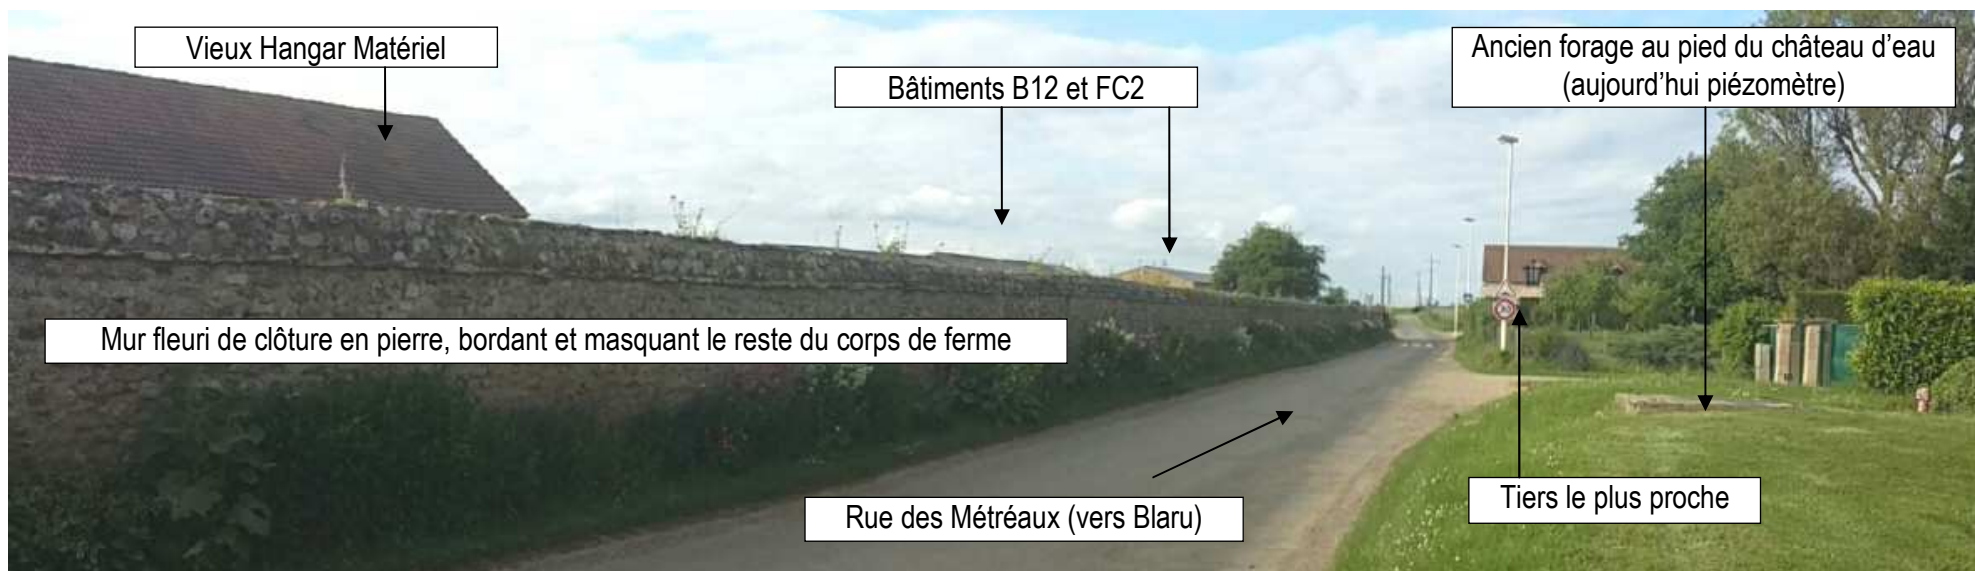 Vieux Hangar Matériel
Bâtiments B12 et FC2
Ancien forage au pied du château d’eau
(aujourd’hui piézomètre)
Mur fleuri de clôture en pierre, bordant et masquant le reste du corps de ferme
Rue des Métréaux (vers Blaru)
Tiers le plus proche